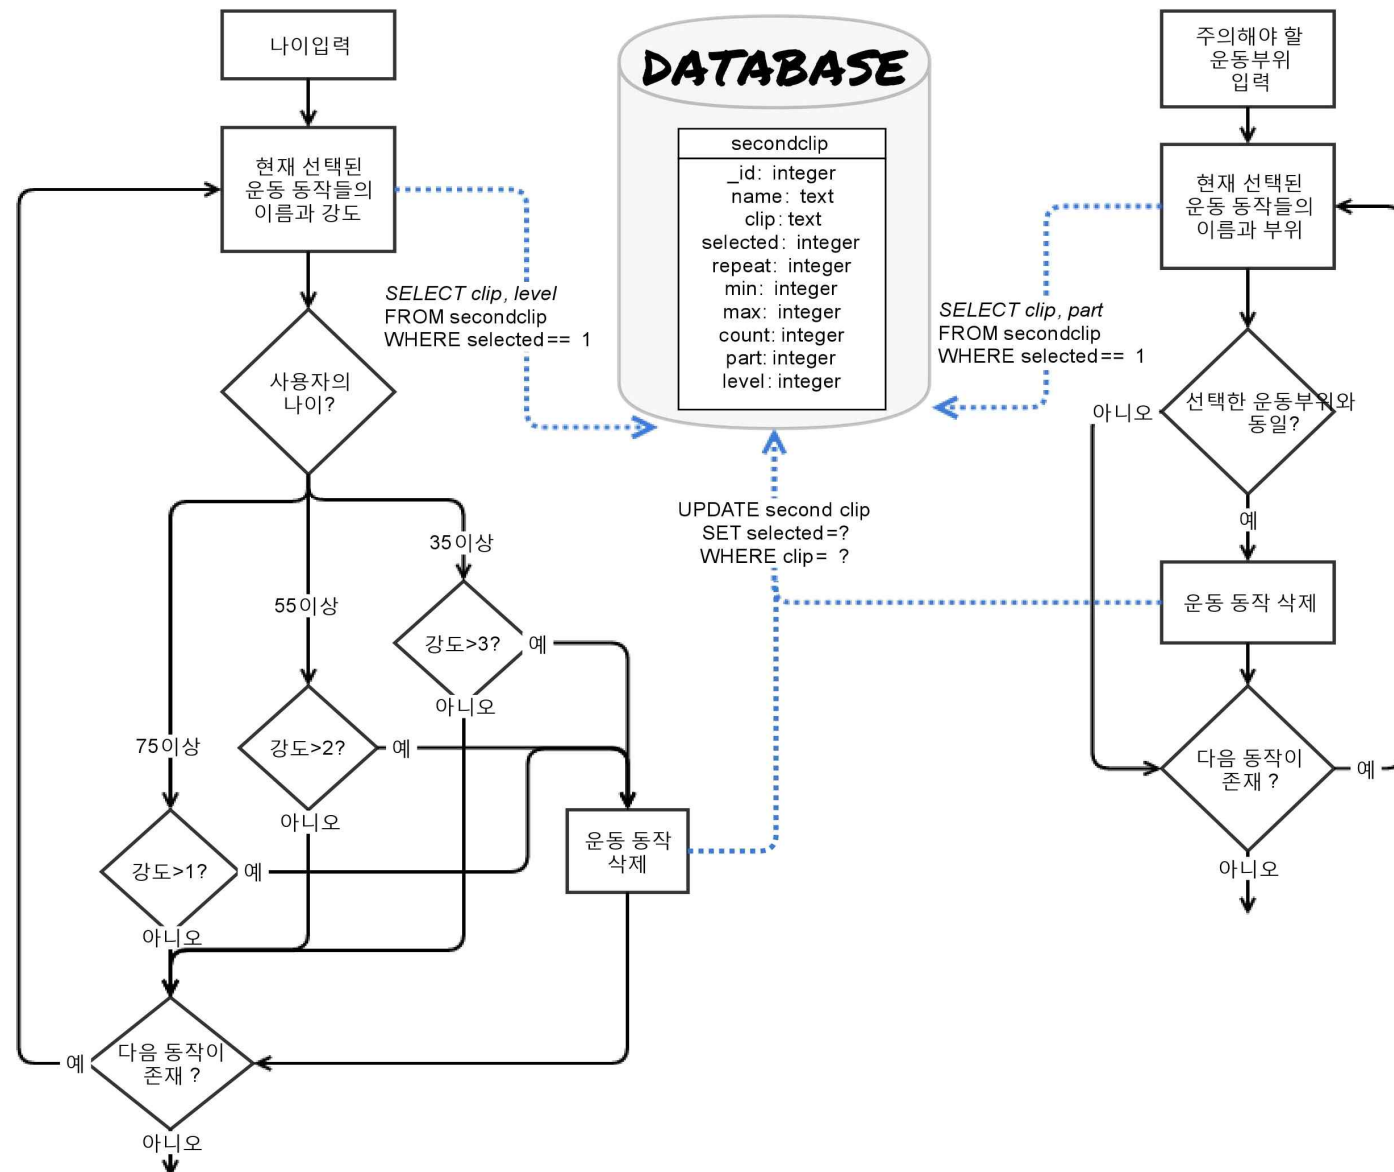 나이입력
현재 선택된
운동 동작들의
이름과 강도
SELECT clip, level
FROM secondclip
WHERE selected== 1
사용자의
나이?
35이상
55이상
75이상
강도>3?
예
아니오
강도>2?
예
아니오
강도>1?
예
아니오
운동 동작
삭제
다음 동작이
존재 ?
예
아니오
DATABASE
secondclip
_id: integer
name: text
clip: text
selected: integer
repeat: integer
min: integer
max: integer
count: integer
part: integer
level: integer
UPDATE second clip
SET selected=?
WHERE clip= ?
주의해야 할
운동부위
입력
현재 선택된
운동 동작들의
이름과 부위
SELECT clip, part
FROM secondclip
WHERE selected== 1
선택한 운동부위와
동일?
아니오
예
운동 동작 삭제
다음 동작이
존재 ?
예
아니오